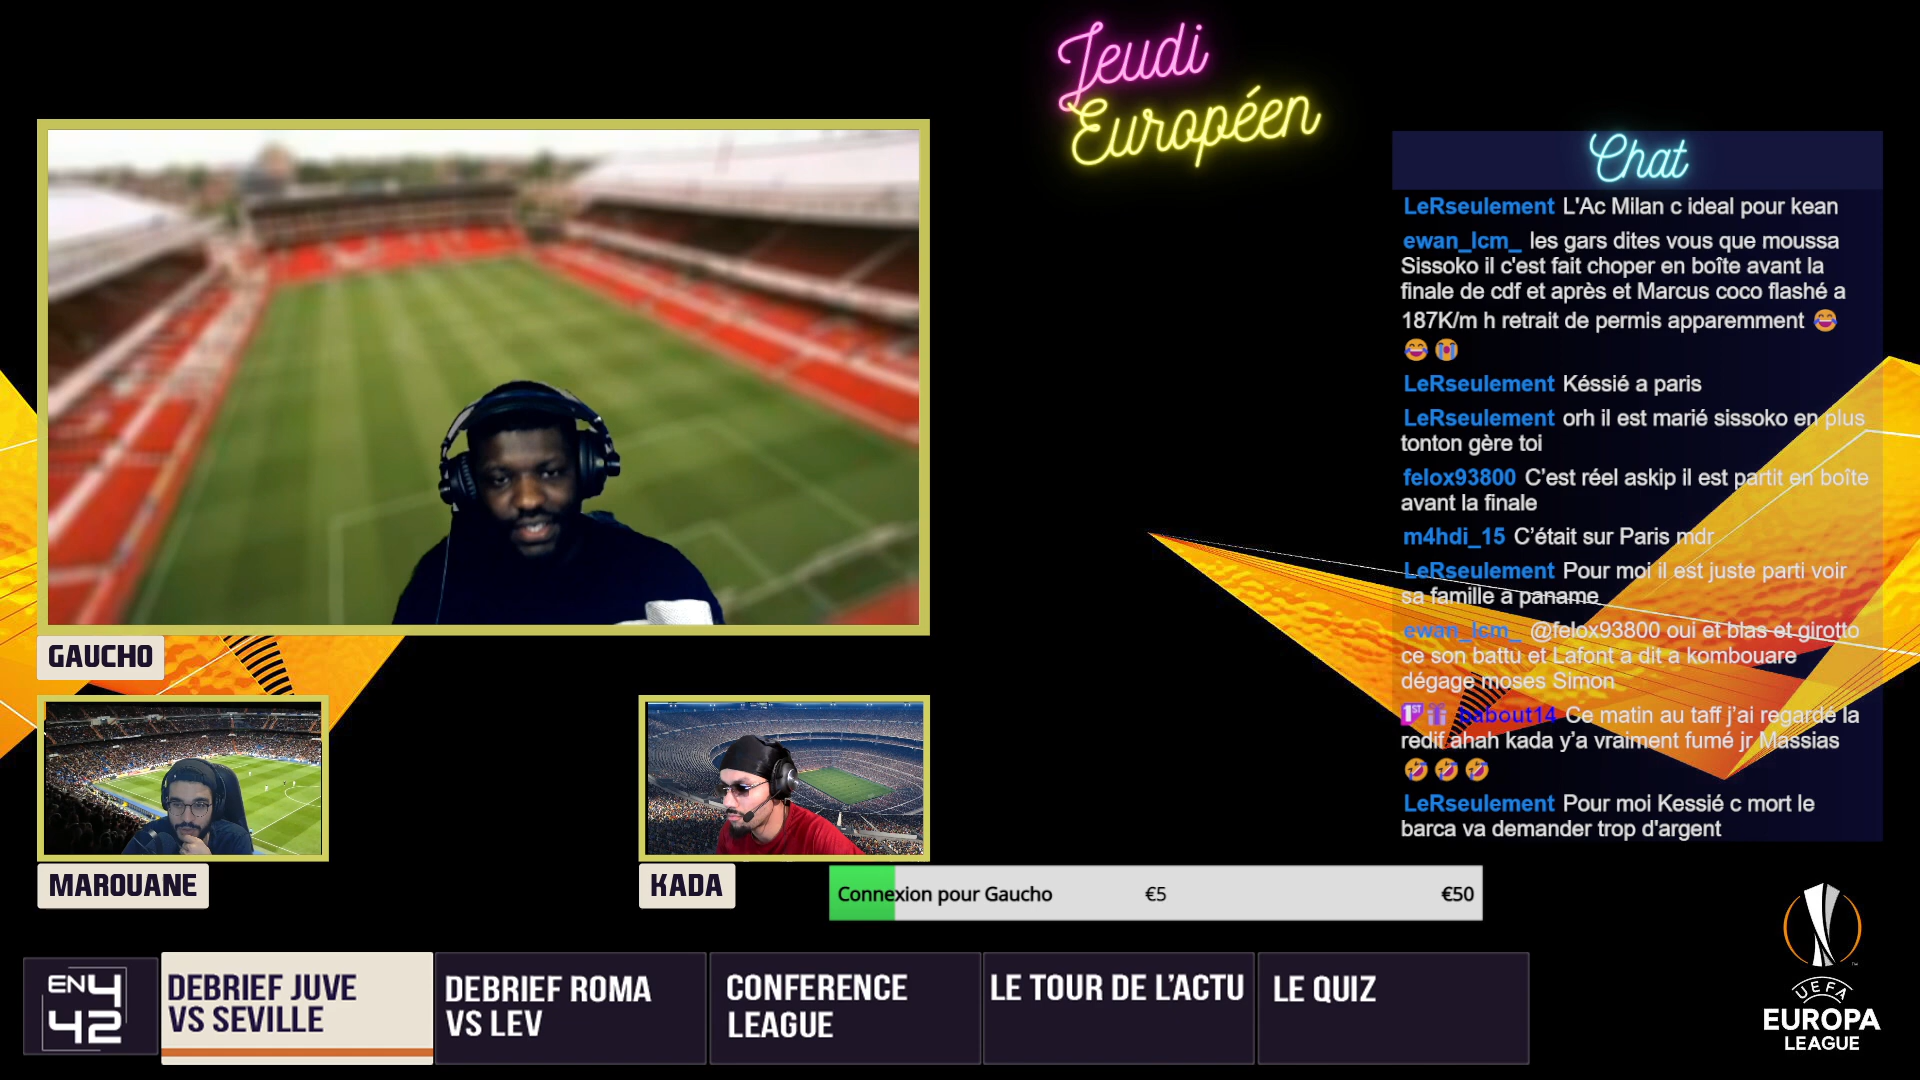 Jeudi
Européen
Chat
LeRseulement L'Ac Milan c ideal pour kean
ewan_lcm_ les gars dites vous que moussa
Sissoko il c'est fait choper en boîte avant la
finale de cdf et après et Marcus coco flashé a
187K/m h retrait de permis apparemment 😂
😂 😭
LeRseulement Késsié a paris
LeRseulement orh il est marié sissoko en plus
tonton gère toi
felox93800 C'est réel askip il est partit en boîte
avant la finale
m4hdi_15 C'était sur Paris mdr
LeRseulement Pour moi il est juste parti voir
sa famille a paname
ewan_lcm_ @felox93800 oui et blas et girotto
ce son battu et Lafont a dit a kombouare
dégage moses Simon
1ST babout14 Ce matin au taff j'ai regardé la
redif ahah kada y'a vraiment fumé jr Massias
🤣 🤣 🤣
LeRseulement Pour moi Kessié c mort le
barca va demander trop d'argent
GAUCHO
MAROUANE
KADA
Connexion pour Gaucho €5 €50
EN 4
42
DEBRIEF JUVE
VS SEVILLE
DEBRIEF ROMA
VS LEV
CONFERENCE
LEAGUE
LE TOUR DE L'ACTU
LE QUIZ
UEFA
EUROPA
LEAGUE